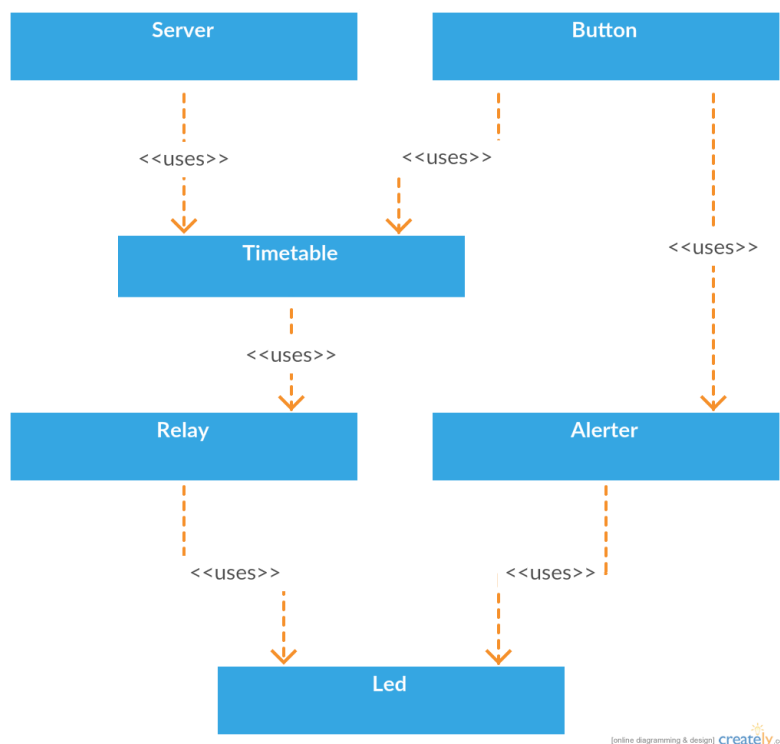 Server
Button
<<uses>>
<<uses>>
<<uses>>
Timetable
<<uses>>
Relay
Alerter
<<uses>>
<<uses>>
Led
[online diagramming & design] creately.c